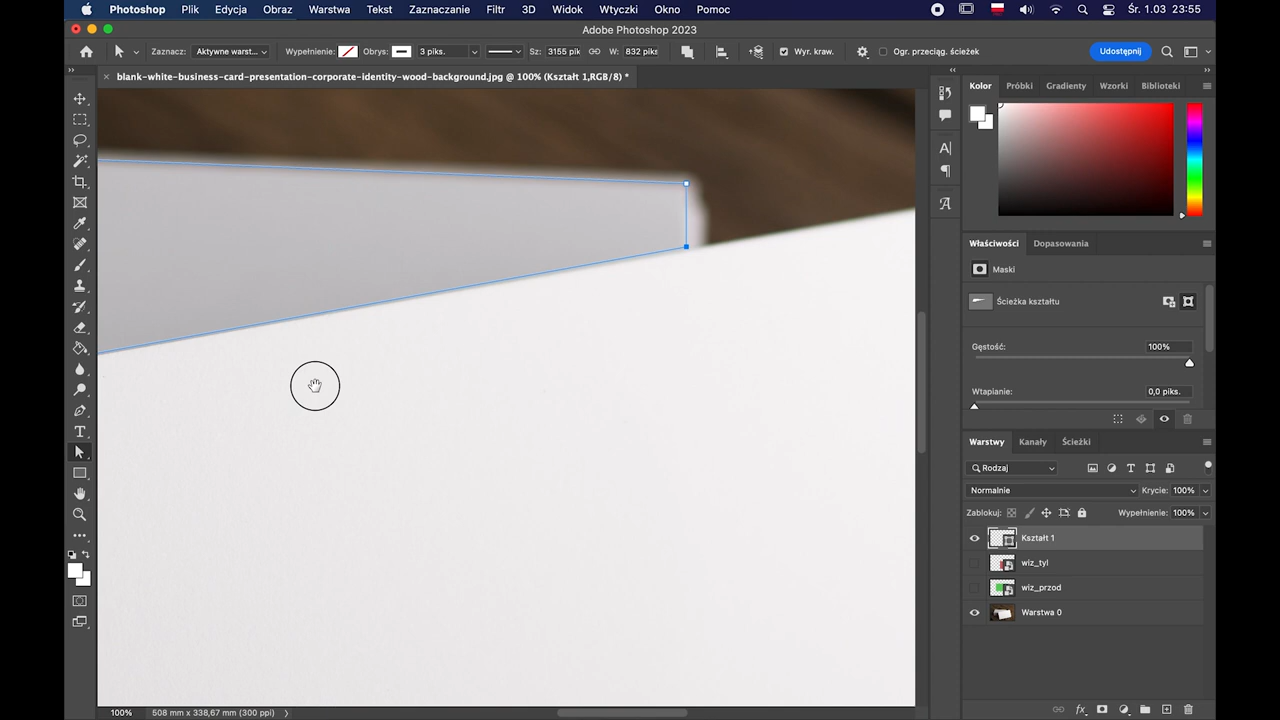 Photoshop Plik Edycja Obraz Warstwa Tekst Zaznaczanie Filtr 3D Widok Wtyczki Okno Pomoc Śr. 1.03 23:55
Adobe Photoshop 2023
Zaznacz: Aktywne warst... Wypełnienie: Obrys: 3 piks. Sz: 3155 pik W: 832 piks Wyr. kraw. Ogr. przeciąg. ścieżek Udostępnij
blank-white-business-card-presentation-corporate-identity-wood-background.jpg @ 100% (Kształt 1,RGB/8) *
Kolor Próbki Gradienty Wzorki Biblioteki
Właściwości Dopasowania
Maski
Ścieżka kształtu
Gęstość: 100%
Wtapianie: 0,0 piks.
Warstwy Kanały Ścieżki
Rodzaj
Normalnie Krycie: 100%
Zablokuj: Wypełnienie: 100%
Kształt 1
wiz_tyl
wiz_przod
Warstwa 0
100% 508 mm x 338,67 mm (300 ppi)